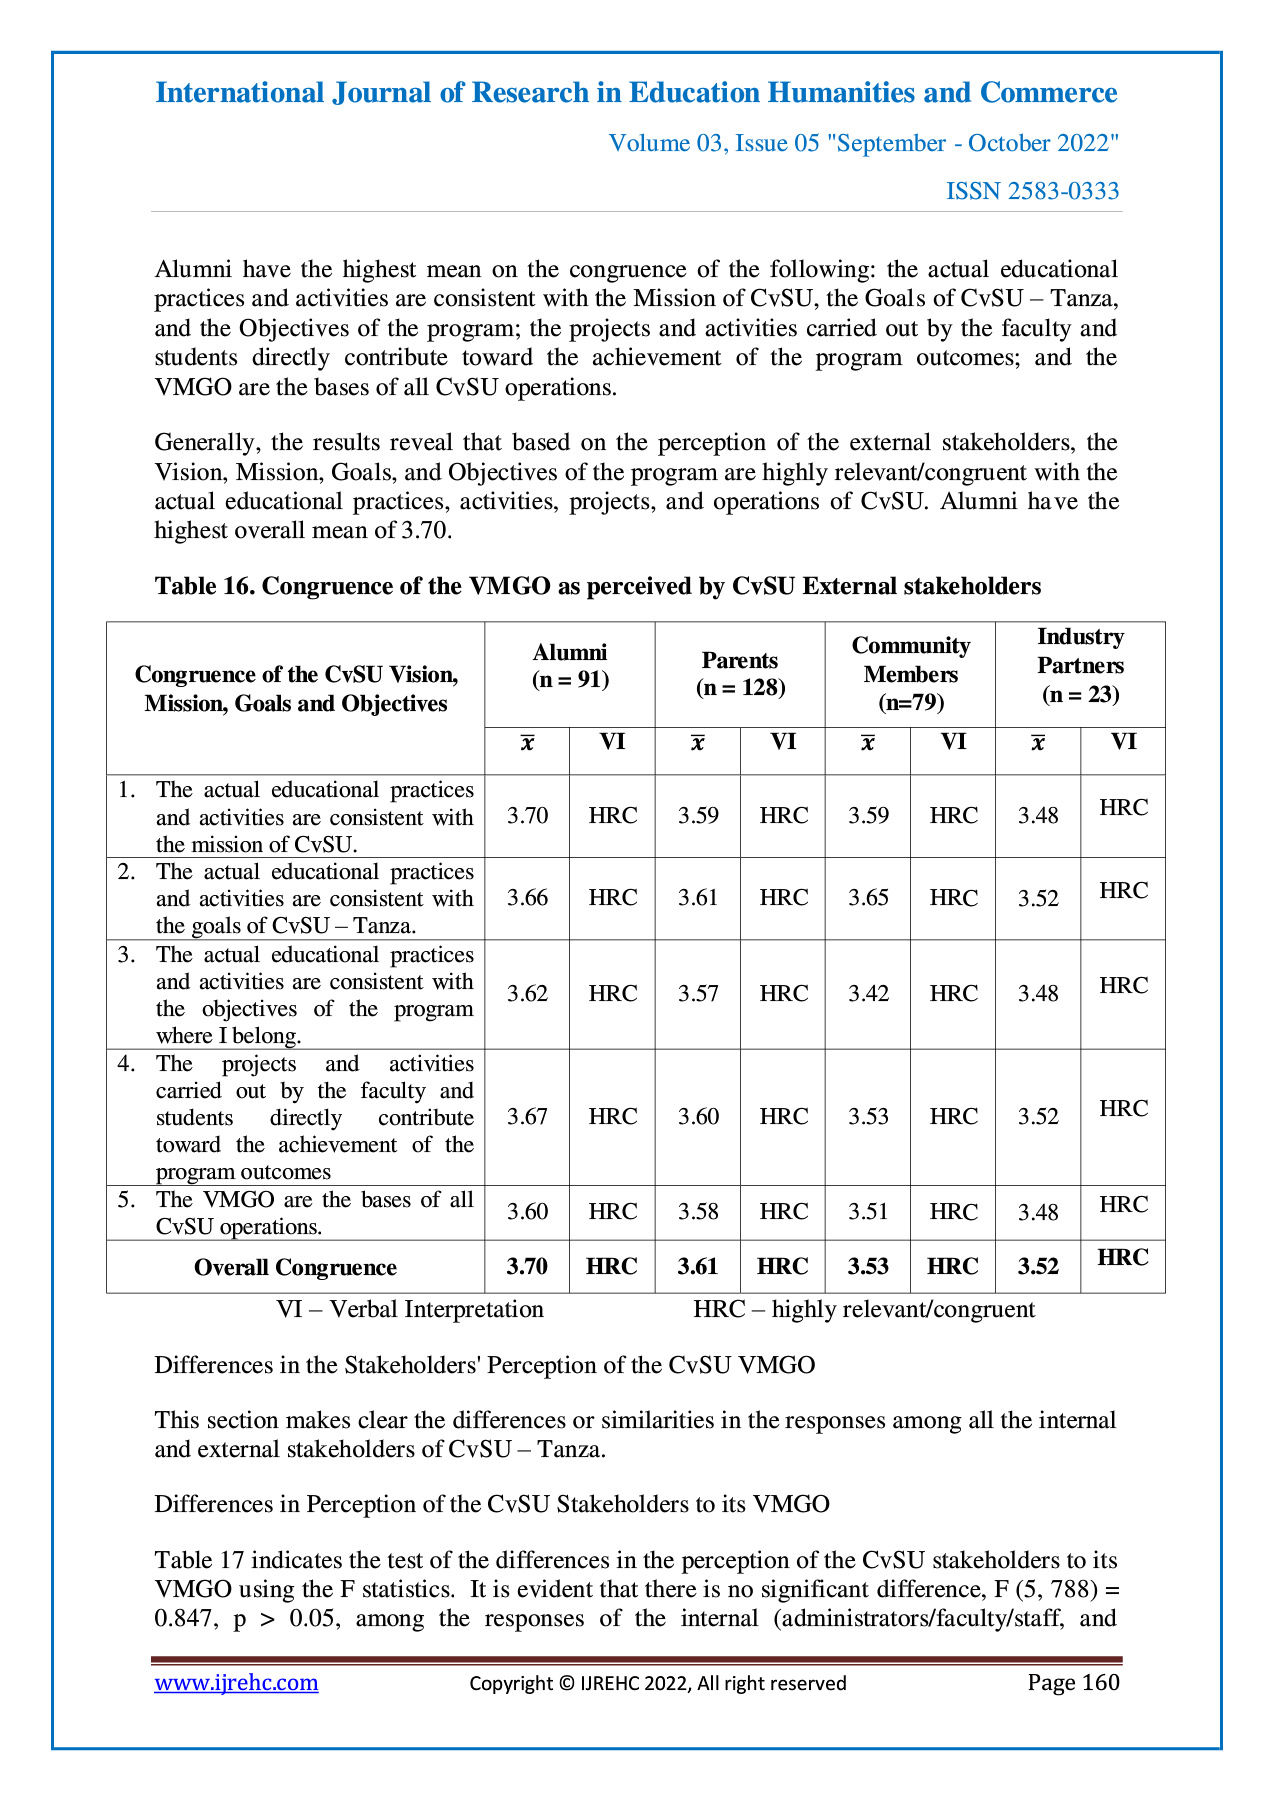 International Journal of Research in Education Humanities and Commerce
Volume 03, Issue 05 "September - October 2022"
ISSN 2583-0333
Alumni have the highest mean on the congruence of the following: the actual educational
practices and activities are consistent with the Mission of CvSU, the Goals of CvSU – Tanza,
and the Objectives of the program; the projects and activities carried out by the faculty and
students directly contribute toward the achievement of the program outcomes; and the
VMGO are the bases of all CvSU operations.
Generally, the results reveal that based on the perception of the external stakeholders, the
Vision, Mission, Goals, and Objectives of the program are highly relevant/congruent with the
actual educational practices, activities, projects, and operations of CvSU. Alumni have the
highest overall mean of 3.70.
Table 16. Congruence of the VMGO as perceived by CvSU External stakeholders
Congruence of the CvSU Vision,
Mission, Goals and Objectives
Alumni
(n = 91)
Parents
(n = 128)
Community
Members
(n=79)
Industry
Partners
(n = 23)
x̅ VI x̅ VI x̅ VI x̅ VI
1. The actual educational practices
and activities are consistent with
the mission of CvSU.
3.70 HRC 3.59 HRC 3.59 HRC 3.48 HRC
2. The actual educational practices
and activities are consistent with
the goals of CvSU – Tanza.
3.66 HRC 3.61 HRC 3.65 HRC 3.52 HRC
3. The actual educational practices
and activities are consistent with
the objectives of the program
where I belong.
3.62 HRC 3.57 HRC 3.42 HRC 3.48 HRC
4. The projects and activities
carried out by the faculty and
students directly contribute
toward the achievement of the
program outcomes
3.67 HRC 3.60 HRC 3.53 HRC 3.52 HRC
5. The VMGO are the bases of all
CvSU operations.
3.60 HRC 3.58 HRC 3.51 HRC 3.48 HRC
Overall Congruence 3.70 HRC 3.61 HRC 3.53 HRC 3.52 HRC
VI – Verbal Interpretation HRC – highly relevant/congruent
Differences in the Stakeholders' Perception of the CvSU VMGO
This section makes clear the differences or similarities in the responses among all the internal
and external stakeholders of CvSU – Tanza.
Differences in Perception of the CvSU Stakeholders to its VMGO
Table 17 indicates the test of the differences in the perception of the CvSU stakeholders to its
VMGO using the F statistics. It is evident that there is no significant difference, F (5, 788) =
0.847, p > 0.05, among the responses of the internal (administrators/faculty/staff, and
www.ijrehc.com Copyright © IJREHC 2022, All right reserved Page 160